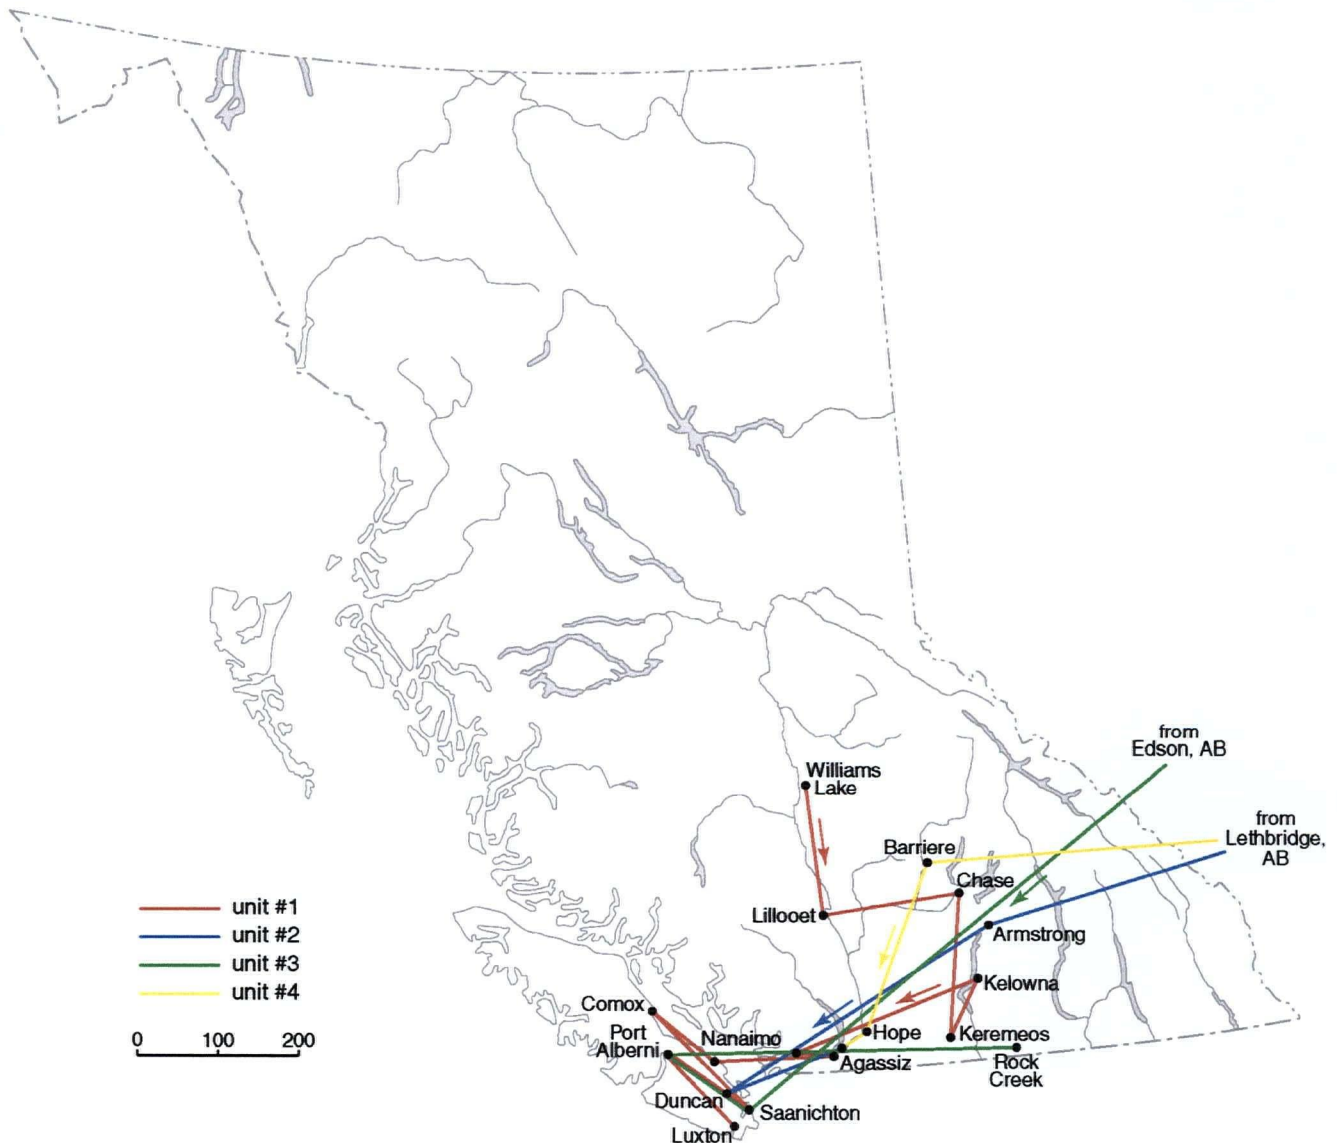 from
Edson, AB
Williams
Lake
from
Lethbridge,
AB
Barriere
Chase
unit #1
Lillooet
unit #2
Armstrong
unit #3
Kelowna
unit #4
Comox
Port
Alberni
Nanaimo
Hope
Keremeos
0 100 200
Agassiz
Rock
Creek
Duncan
Saanichton
Luxton